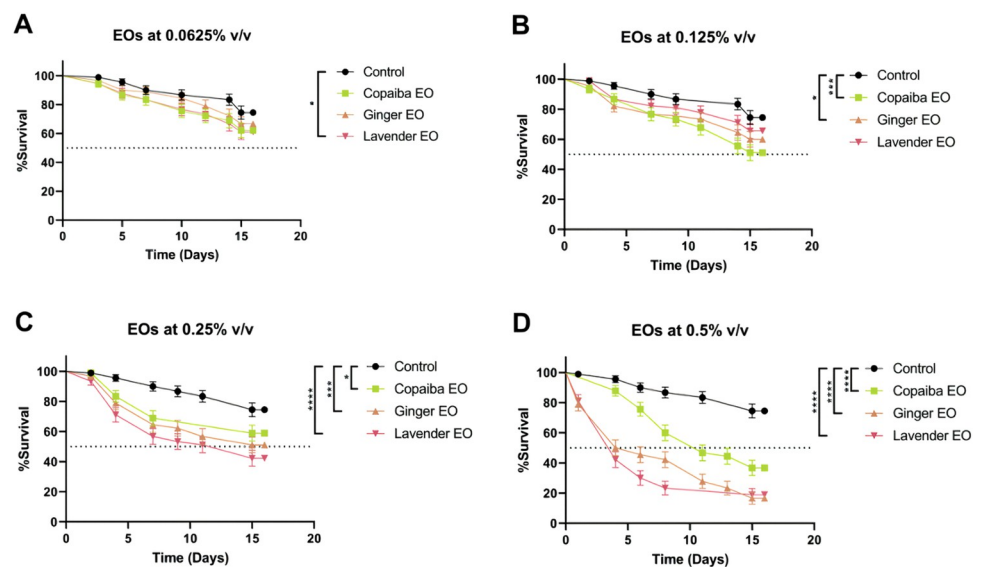 A
EOs at 0.0625% v/v
%Survival
100
80
60
40
20
0
0 5 10 15 20
Time (Days)
*
Control
Copaiba EO
Ginger EO
Lavender EO
B
EOs at 0.125% v/v
%Survival
100
80
60
40
20
0
0 5 10 15 20
Time (Days)
*
***
Control
Copaiba EO
Ginger EO
Lavender EO
C
EOs at 0.25% v/v
%Survival
100
80
60
40
20
0
0 5 10 15 20
Time (Days)
****
***
*
Control
Copaiba EO
Ginger EO
Lavender EO
D
EOs at 0.5% v/v
%Survival
100
80
60
40
20
0
0 5 10 15 20
Time (Days)
****
****
****
Control
Copaiba EO
Ginger EO
Lavender EO